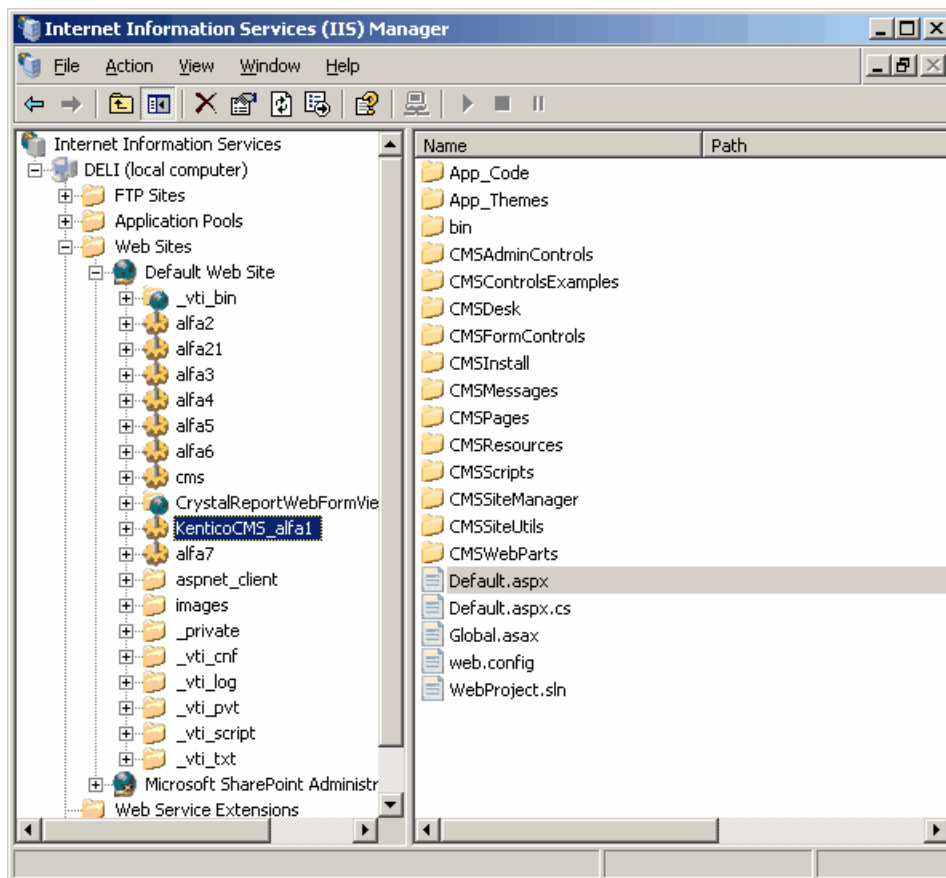 Internet Information Services (IIS) Manager
File Action View Window Help
Internet Information Services
DELI (local computer)
FTP Sites
Application Pools
Web Sites
Default Web Site
_vti_bin
alfa2
alfa21
alfa3
alfa4
alfa5
alfa6
cms
CrystalReportWebFormVie
KenticoCMS_alfa1
alfa7
aspnet_client
images
_private
_vti_cnf
_vti_log
_vti_pvt
_vti_script
_vti_txt
Microsoft SharePoint Administr
Web Service Extensions
Name Path
App_Code
App_Themes
bin
CMSAdminControls
CMSControlsExamples
CMSDesk
CMSFormControls
CMSInstall
CMSMessages
CMSPages
CMSResources
CMSScripts
CMSSiteManager
CMSSiteUtils
CMSWebParts
Default.aspx
Default.aspx.cs
Global.asax
web.config
WebProject.sln